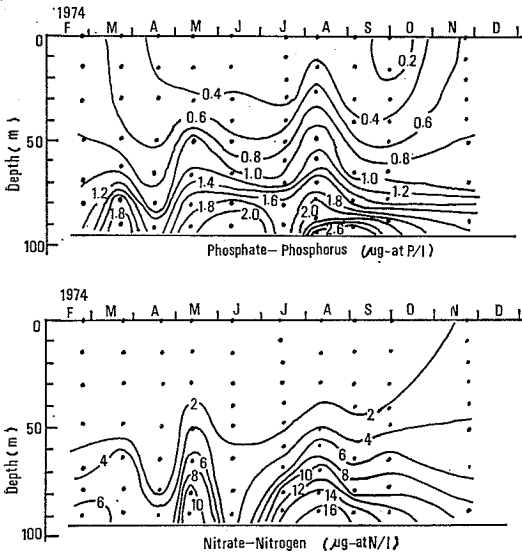 1974
F M A M J J A S O N D
0
0.2
0.4 0.4
0.6 0.6
50
0.8 0.8
1.0 1.0
1.2 1.4 1.2
1.6 1.8
1.8 1.8 2.0 2.0
2.6
100
Depth (m)
Phosphate-Phosphorus (µg-at P/l)
1974
F M A M J J A S O N D
0
2 2
50
4 4
6 6
8 10 8
6 12 14
10 16
100
Depth (m)
Nitrate-Nitrogen (µg-at N/l)